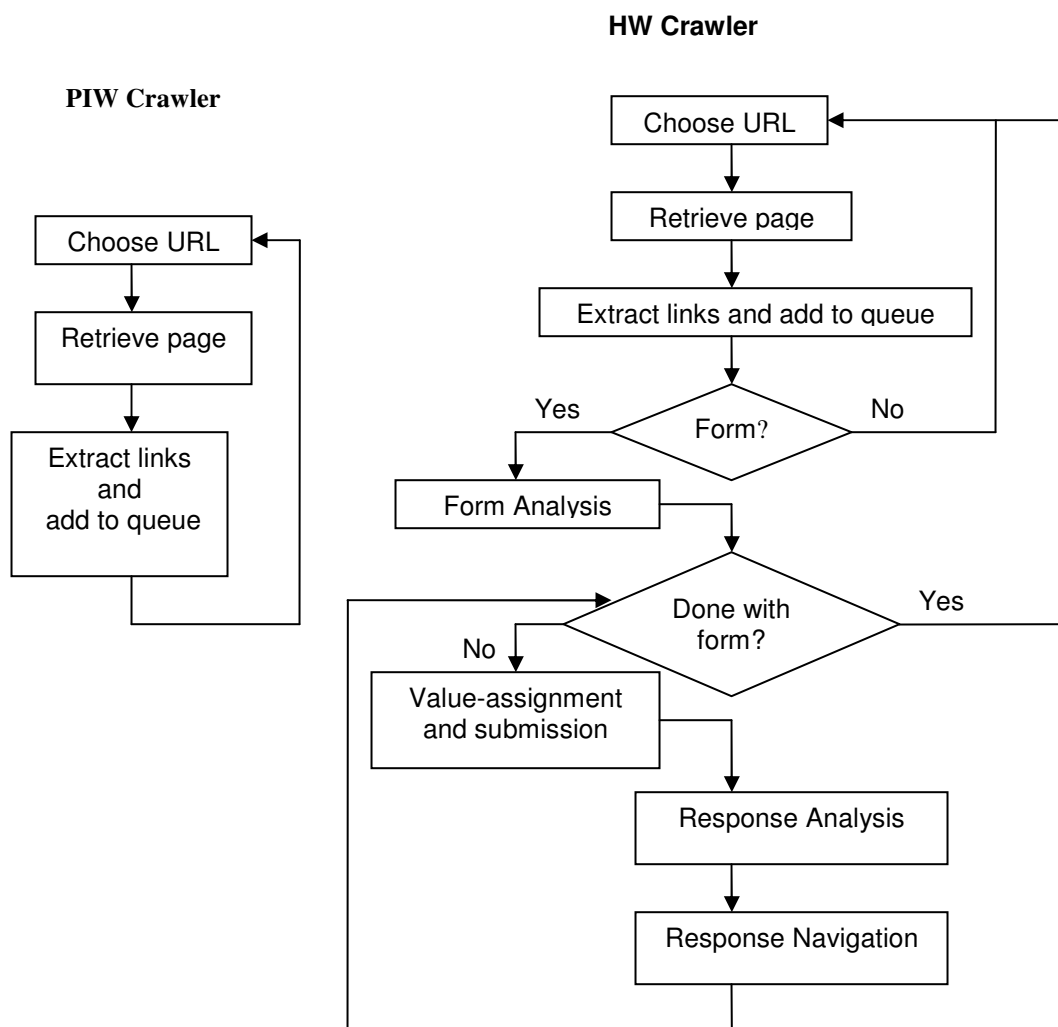 HW Crawler
PIW Crawler
Choose URL
Retrieve page
Extract links
and
add to queue
Choose URL
Retrieve page
Extract links and add to queue
Yes
No
Form?
Form Analysis
Done with
form?
Yes
No
Value-assignment
and submission
Response Analysis
Response Navigation